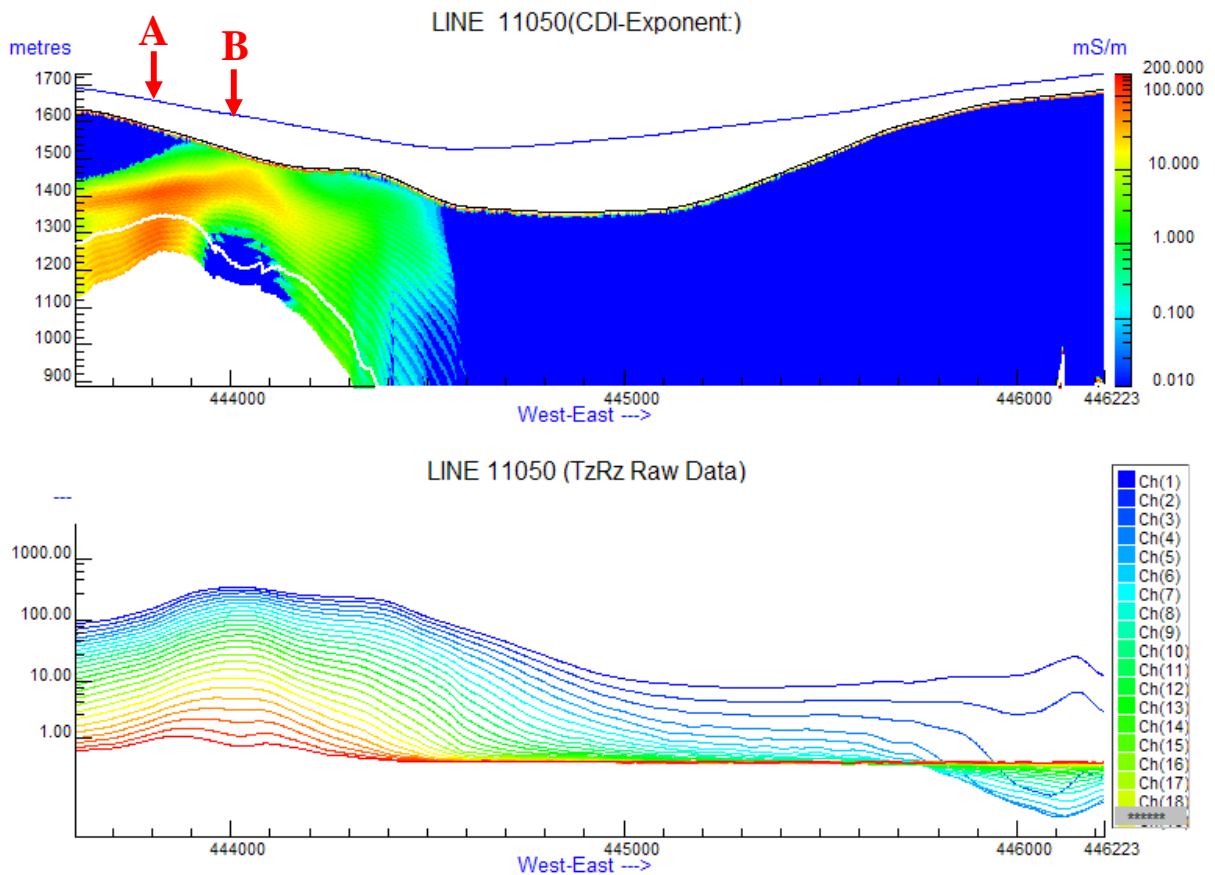 LINE 11050(CDI-Exponent:)
A
B
metres
mS/m
1700
1600
1500
1400
1300
1200
1100
1000
900
200.000
100.000
10.000
1.000
0.100
0.010
444000
445000
446000
446223
West-East --->
LINE 11050 (TzRz Raw Data)
---
1000.00
100.00
10.00
1.00
444000
445000
446000
446223
West-East --->
Ch(1)
Ch(2)
Ch(3)
Ch(4)
Ch(5)
Ch(6)
Ch(7)
Ch(8)
Ch(9)
Ch(10)
Ch(11)
Ch(12)
Ch(13)
Ch(14)
Ch(15)
Ch(16)
Ch(17)
Ch(18)
******